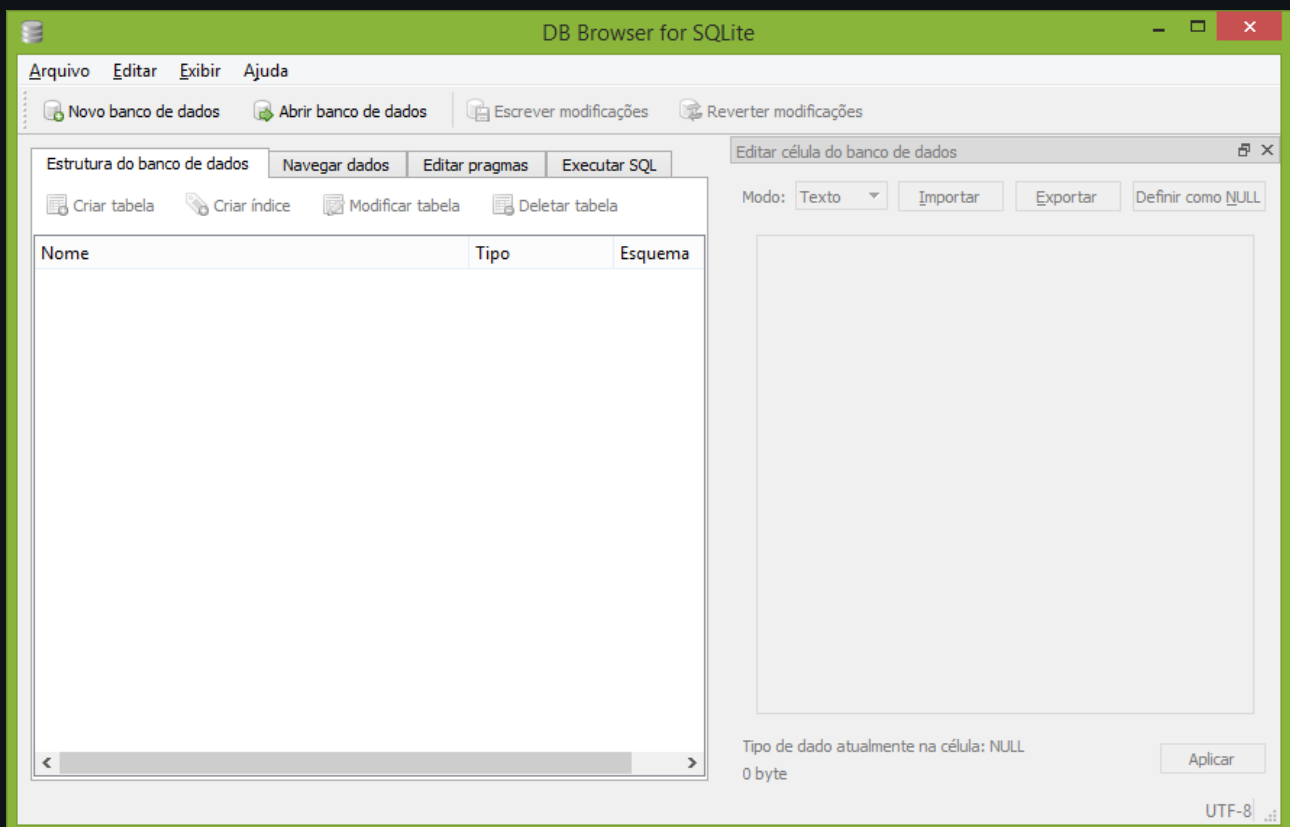 DB Browser for SQLite
Arquivo Editar Exibir Ajuda
Novo banco de dados Abrir banco de dados Escrever modificações Reverter modificações
Estrutura do banco de dados Navegar dados Editar pragmas Executar SQL
Criar tabela Criar índice Modificar tabela Deletar tabela
Nome Tipo Esquema
Editar célula do banco de dados
Modo: Texto Importar Exportar Definir como NULL
Tipo de dado atualmente na célula: NULL
0 byte
Aplicar
UTF-8